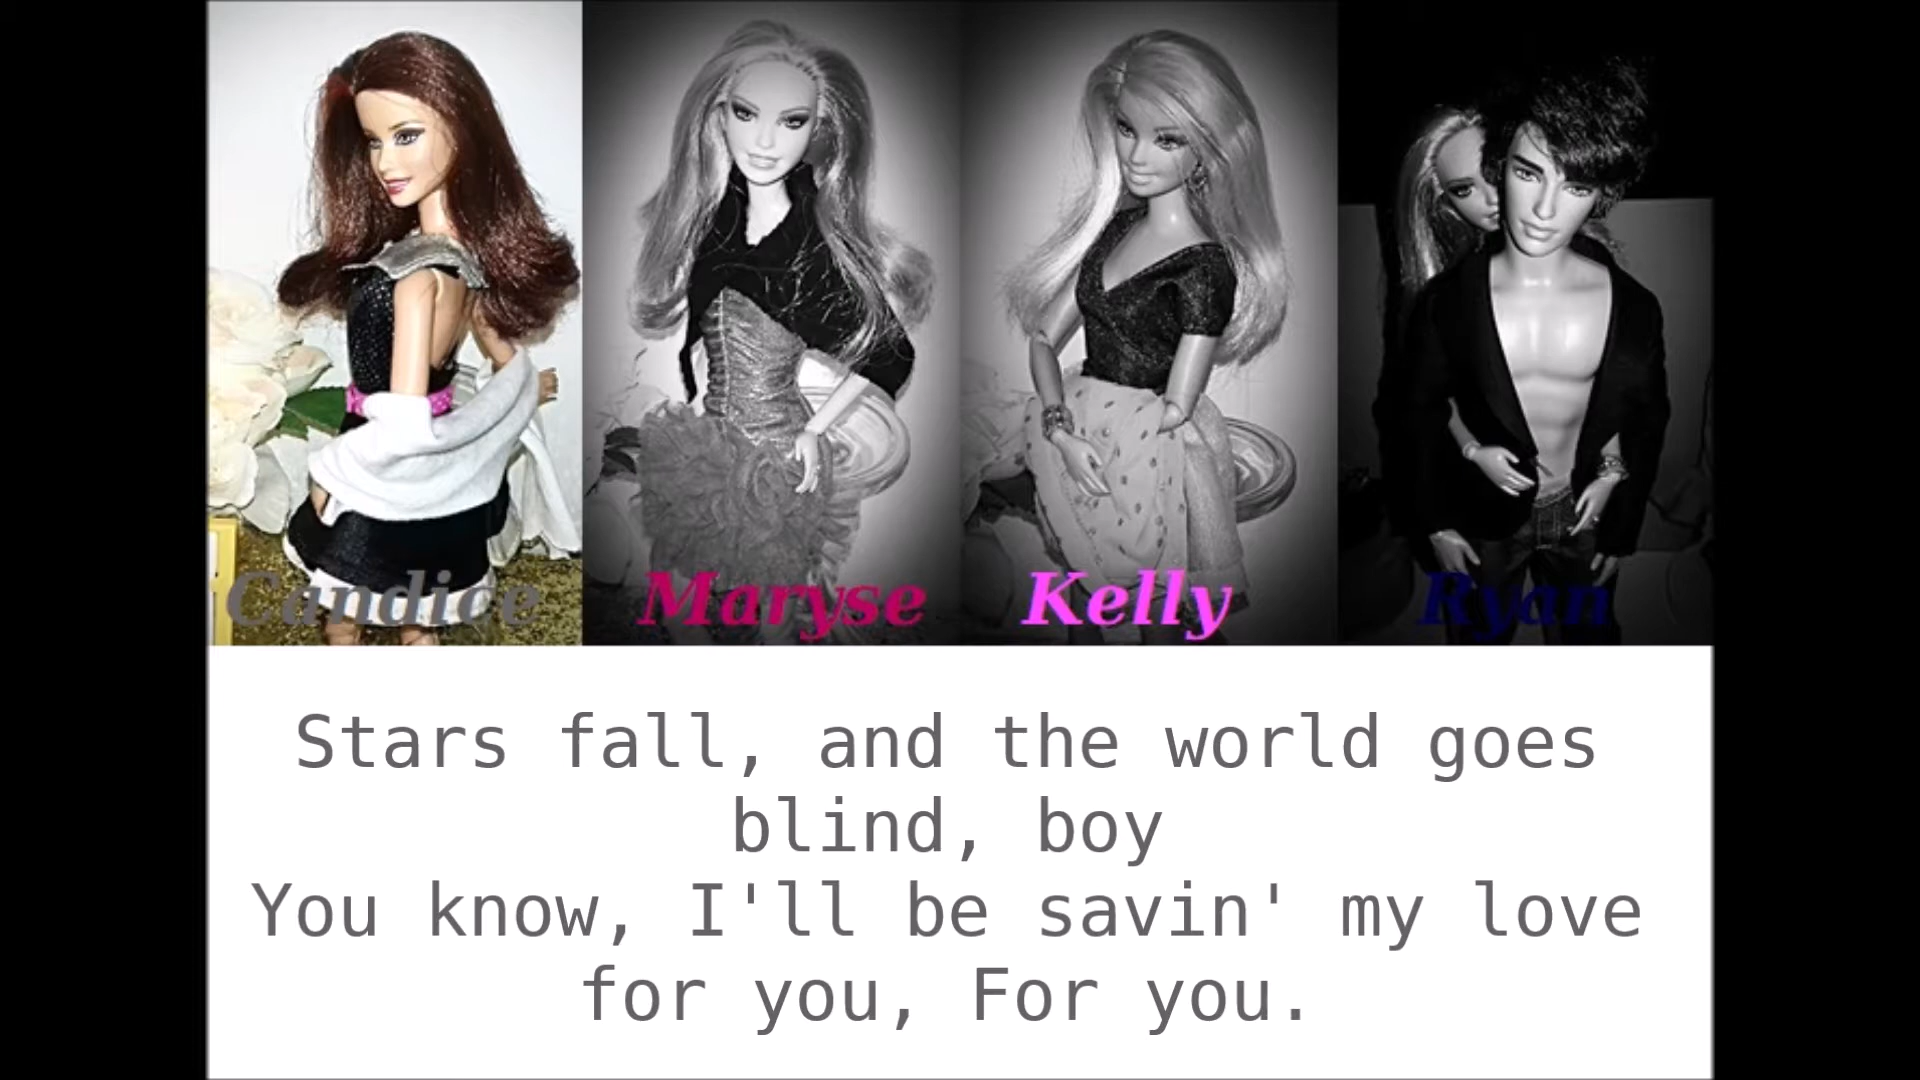 Candice Maryse Kelly Ryan
Stars fall, and the world goes
blind, boy
You know, I'll be savin' my love
for you, For you.